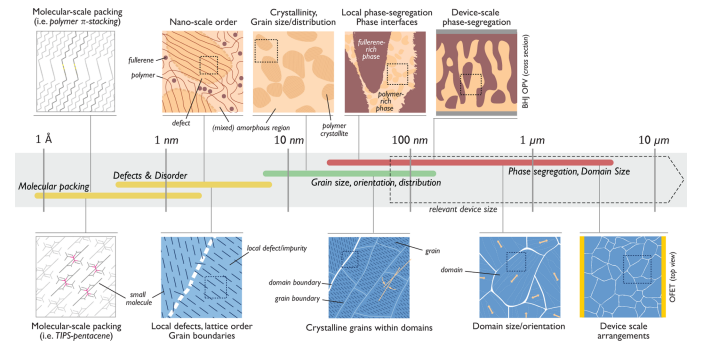 Molecular-scale packing
(i.e. polymer π-stacking)
Nano-scale order
Crystallinity,
Grain size/distribution
Local phase-segregation
Phase interfaces
Device-scale
phase-segregation
fullerene
polymer
defect
(mixed) amorphous region
polymer
crystallite
fullerene-
rich
phase
polymer-
rich
phase
BHJ OPV (cross section)
1 Å
1 nm
10 nm
100 nm
1 μm
10 μm
Molecular packing
Defects & Disorder
Grain size, orientation, distribution
Phase segregation, Domain Size
relevant device size
small
molecule
local defect/impurity
domain boundary
grain boundary
grain
domain
OFET (top view)
Molecular-scale packing
(i.e. TIPS-pentacene)
Local defects, lattice order
Grain boundaries
Crystalline grains within domains
Domain size/orientation
Device scale
arrangements